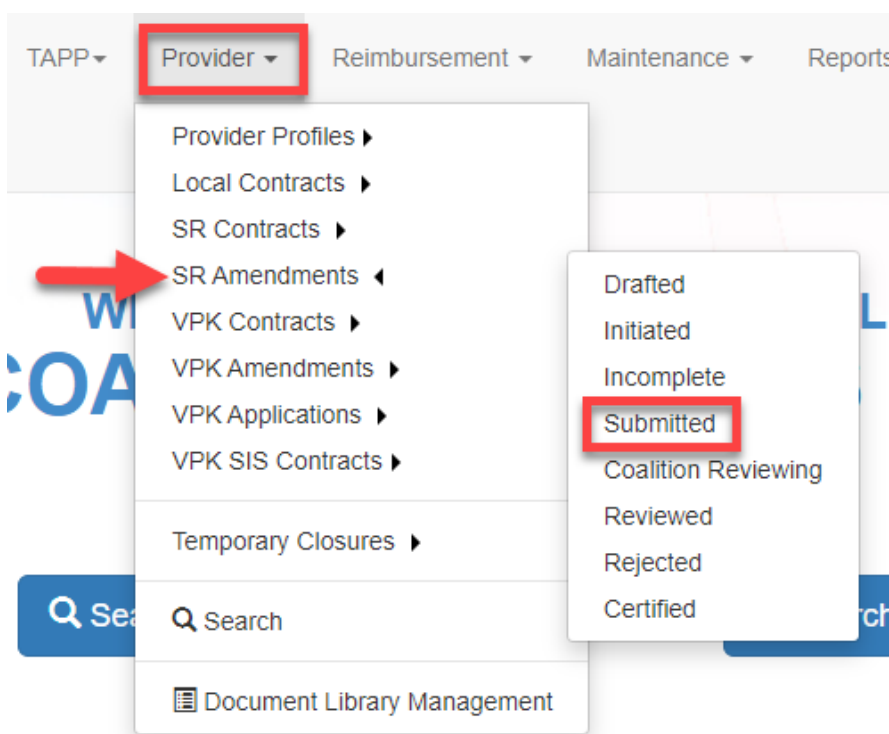 TAPP Provider Reimbursement Maintenance Reports
Provider Profiles
Local Contracts
SR Contracts
SR Amendments
VPK Contracts
VPK Amendments
VPK Applications
VPK SIS Contracts
Temporary Closures
Search
Document Library Management
Drafted
Initiated
Incomplete
Submitted
Coalition Reviewing
Reviewed
Rejected
Certified